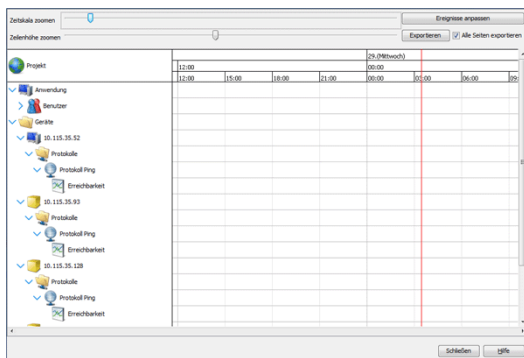 Zeitskala zoomen
Ereignisse anpassen
Zeilenhöhe zoomen
Exportieren
Alle Seiten exportieren
Projekt
29.(Mittwoch)
12:00
00:00
12:00 15:00 18:00 21:00 00:00 03:00 06:00 09:
Anwendung
Benutzer
Geräte
10.115.35.52
Protokolle
Protokoll Ping
Erreichbarkeit
10.115.35.93
Protokolle
Protokoll Ping
Erreichbarkeit
10.115.35.128
Protokolle
Protokoll Ping
Erreichbarkeit
Schließen
Hilfe